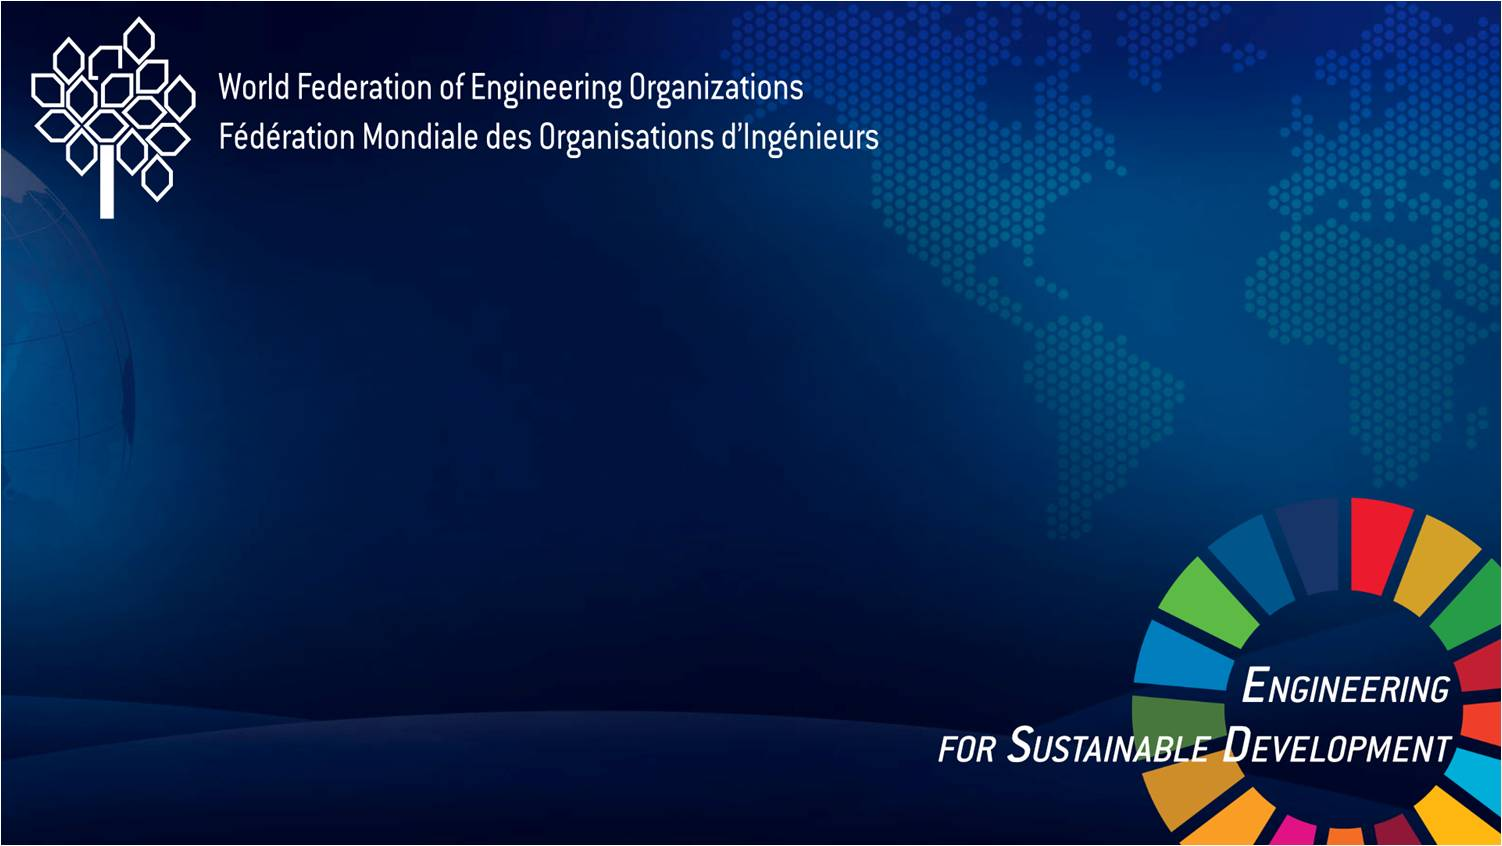 World Federation of Engineering Organizations
Fédération Mondiale des Organisations d'Ingénieurs
ENGINEERING
FOR SUSTAINABLE DEVELOPMENT